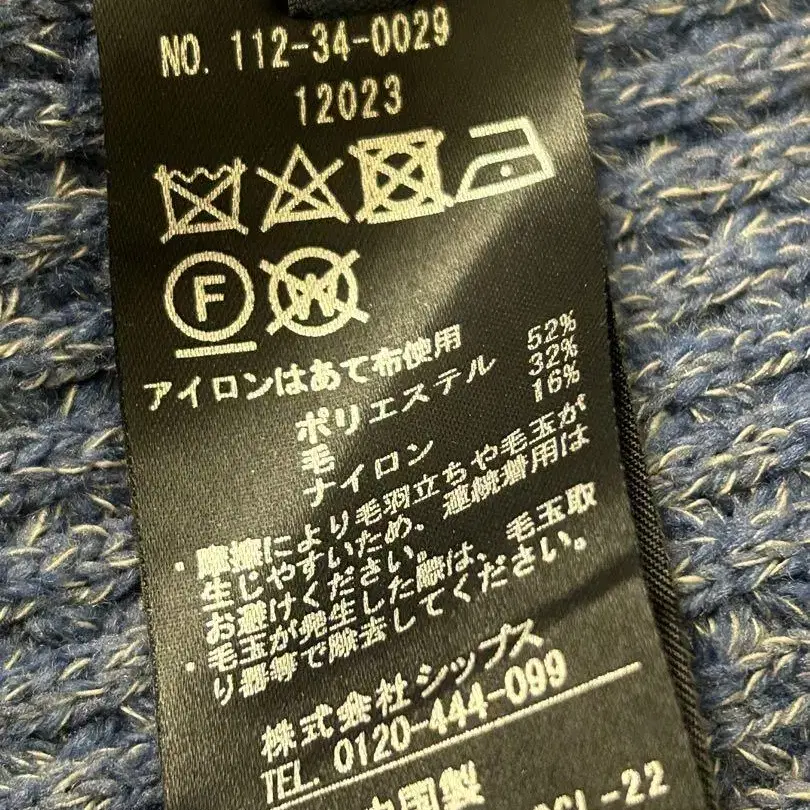 NO. 112-34-0029
12023
F
W
アイロンはあて布使用
ポリエステル 52%
毛 32%
ナイロン 16%
・摩擦により毛羽立ちや毛玉が
生じやすいため、連続着用は
お避けください。
・毛玉が発生した際は、毛玉取
り器等で除去してください。
株式会社 シップス
TEL. 0120-444-099
中国製
-22